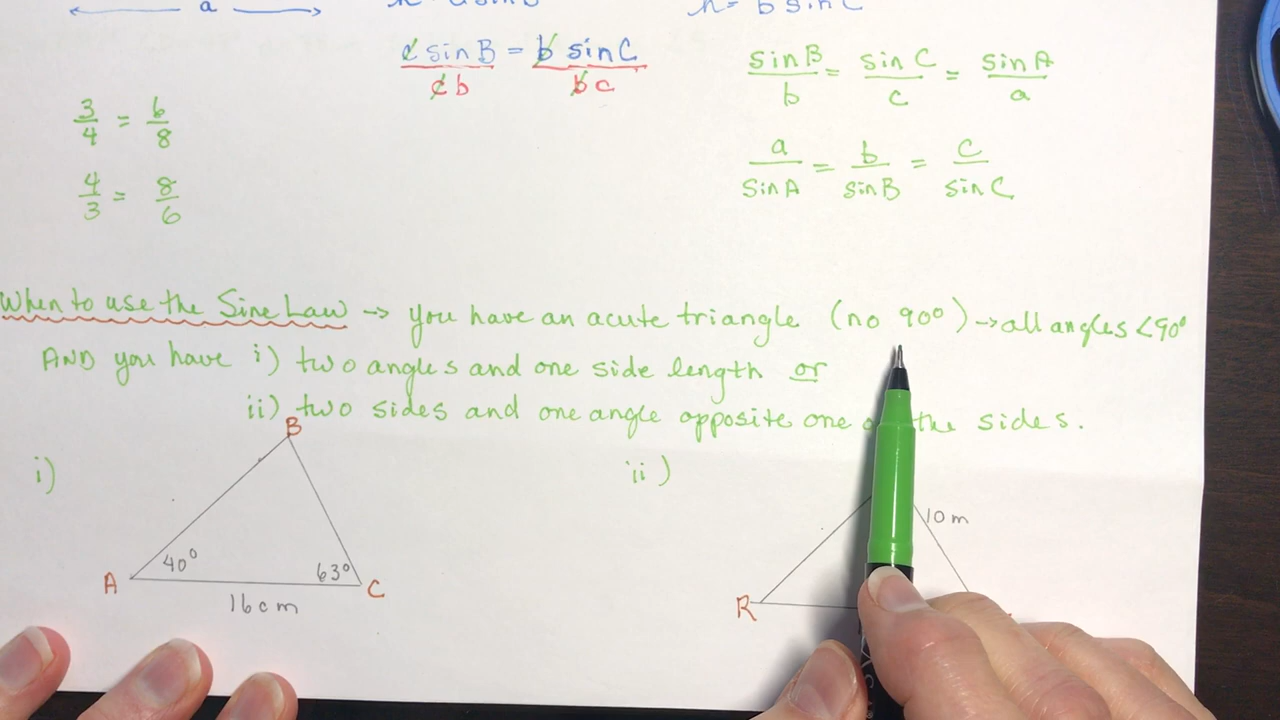 a
c sin B = b sin C
c b b c
sin B = sin C = sin A
b c a
3 = 6
4 8
a = b = c
sin A sin B sin C
4 = 8
3 6
When to use the Sine Law → you have an acute triangle (no 90°) → all angles < 90°
AND you have i) two angles and one side length or
ii) two sides and one angle opposite one the sides.
i)
B
40°
63°
A
C
16 cm
ii)
10 m
R